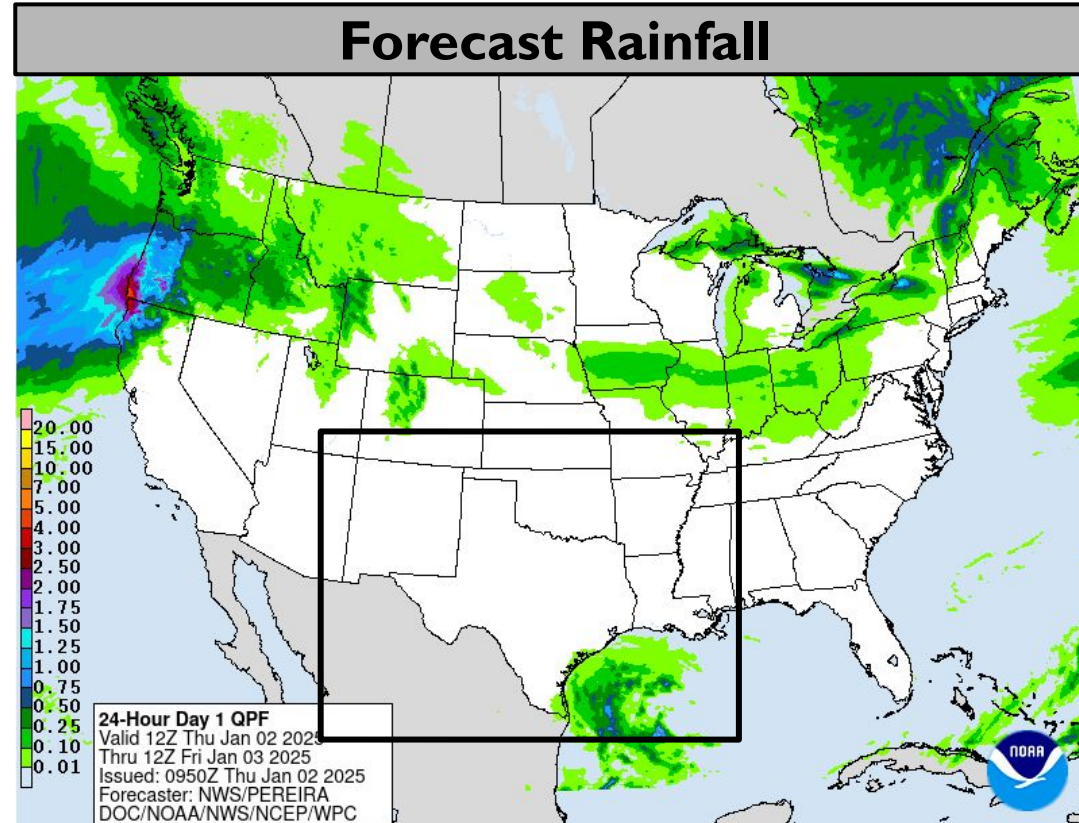 Forecast Rainfall
20.00
15.00
10.00
7.00
5.00
4.00
3.00
2.50
2.00
1.75
1.50
1.25
1.00
0.75
0.50
0.25
0.10
0.01
24-Hour Day 1 QPF
Valid 12Z Thu Jan 02 2025
Thru 12Z Fri Jan 03 2025
Issued: 0950Z Thu Jan 02 2025
Forecaster: NWS/PEREIRA
DOC/NOAA/NWS/NCEP/WPC
NOAA